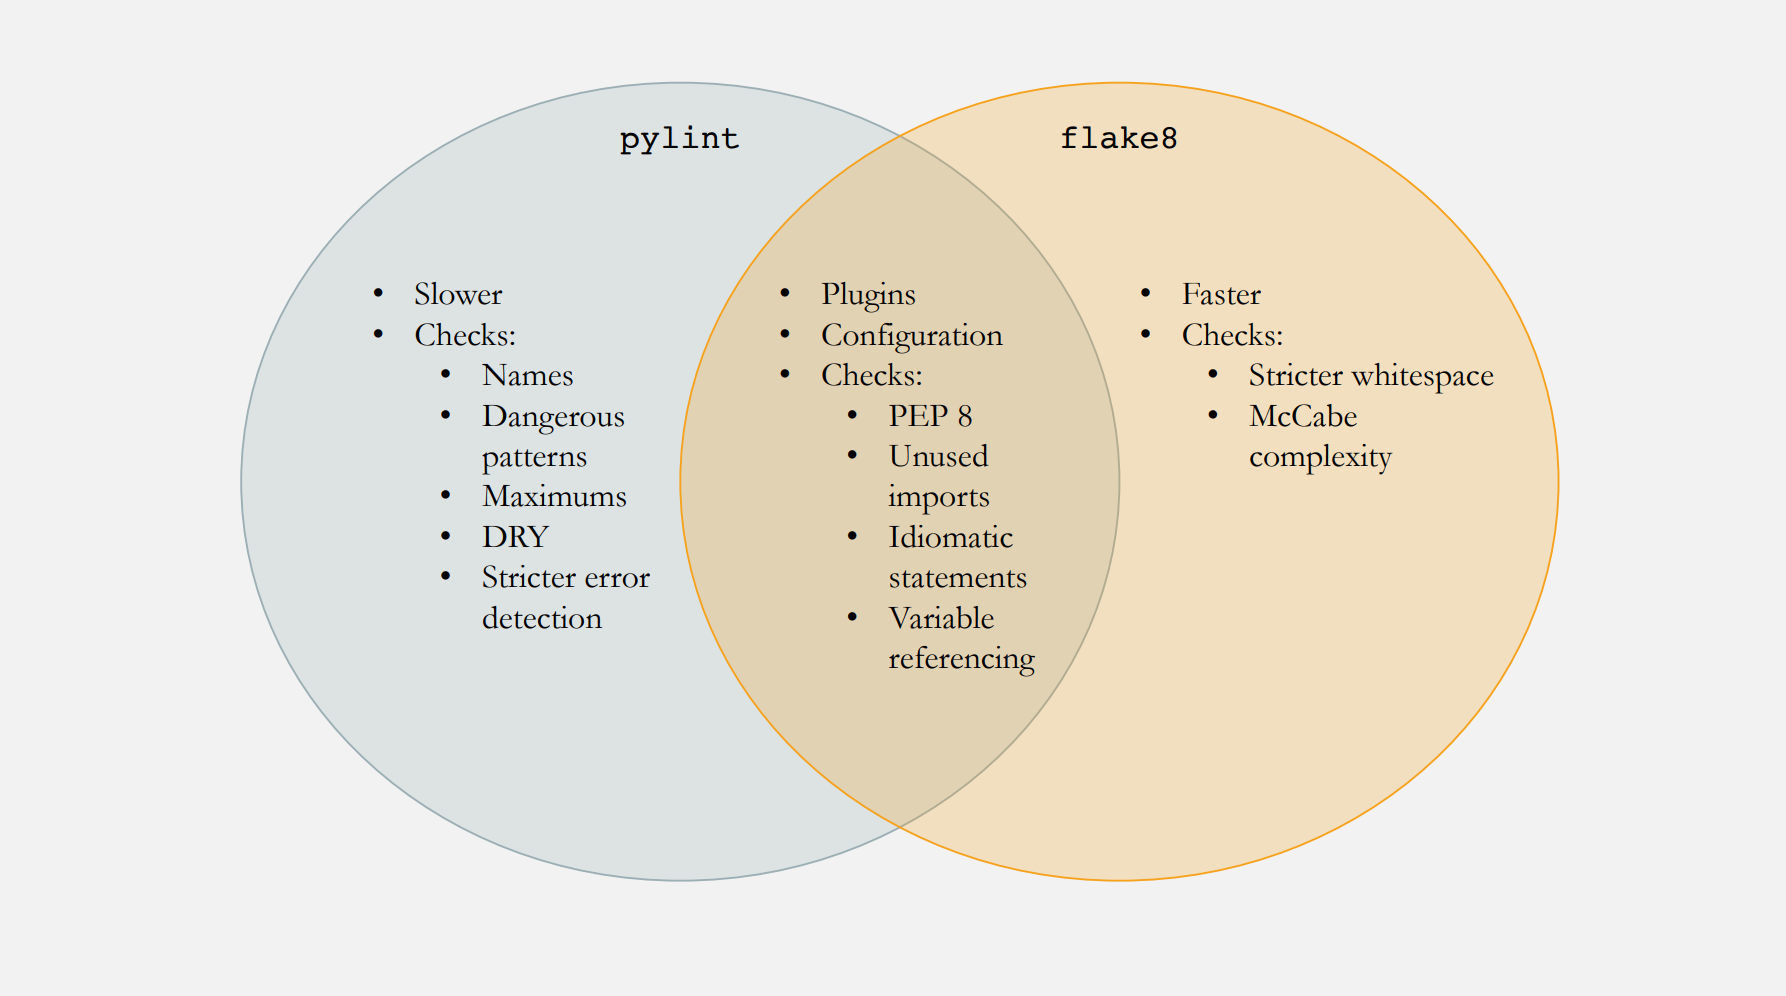 pylint
flake8
• Slower
• Checks:
• Names
• Dangerous
patterns
• Maximums
• DRY
• Stricter error
detection
• Plugins
• Configuration
• Checks:
• PEP 8
• Unused
imports
• Idiomatic
statements
• Variable
referencing
• Faster
• Checks:
• Stricter whitespace
• McCabe
complexity